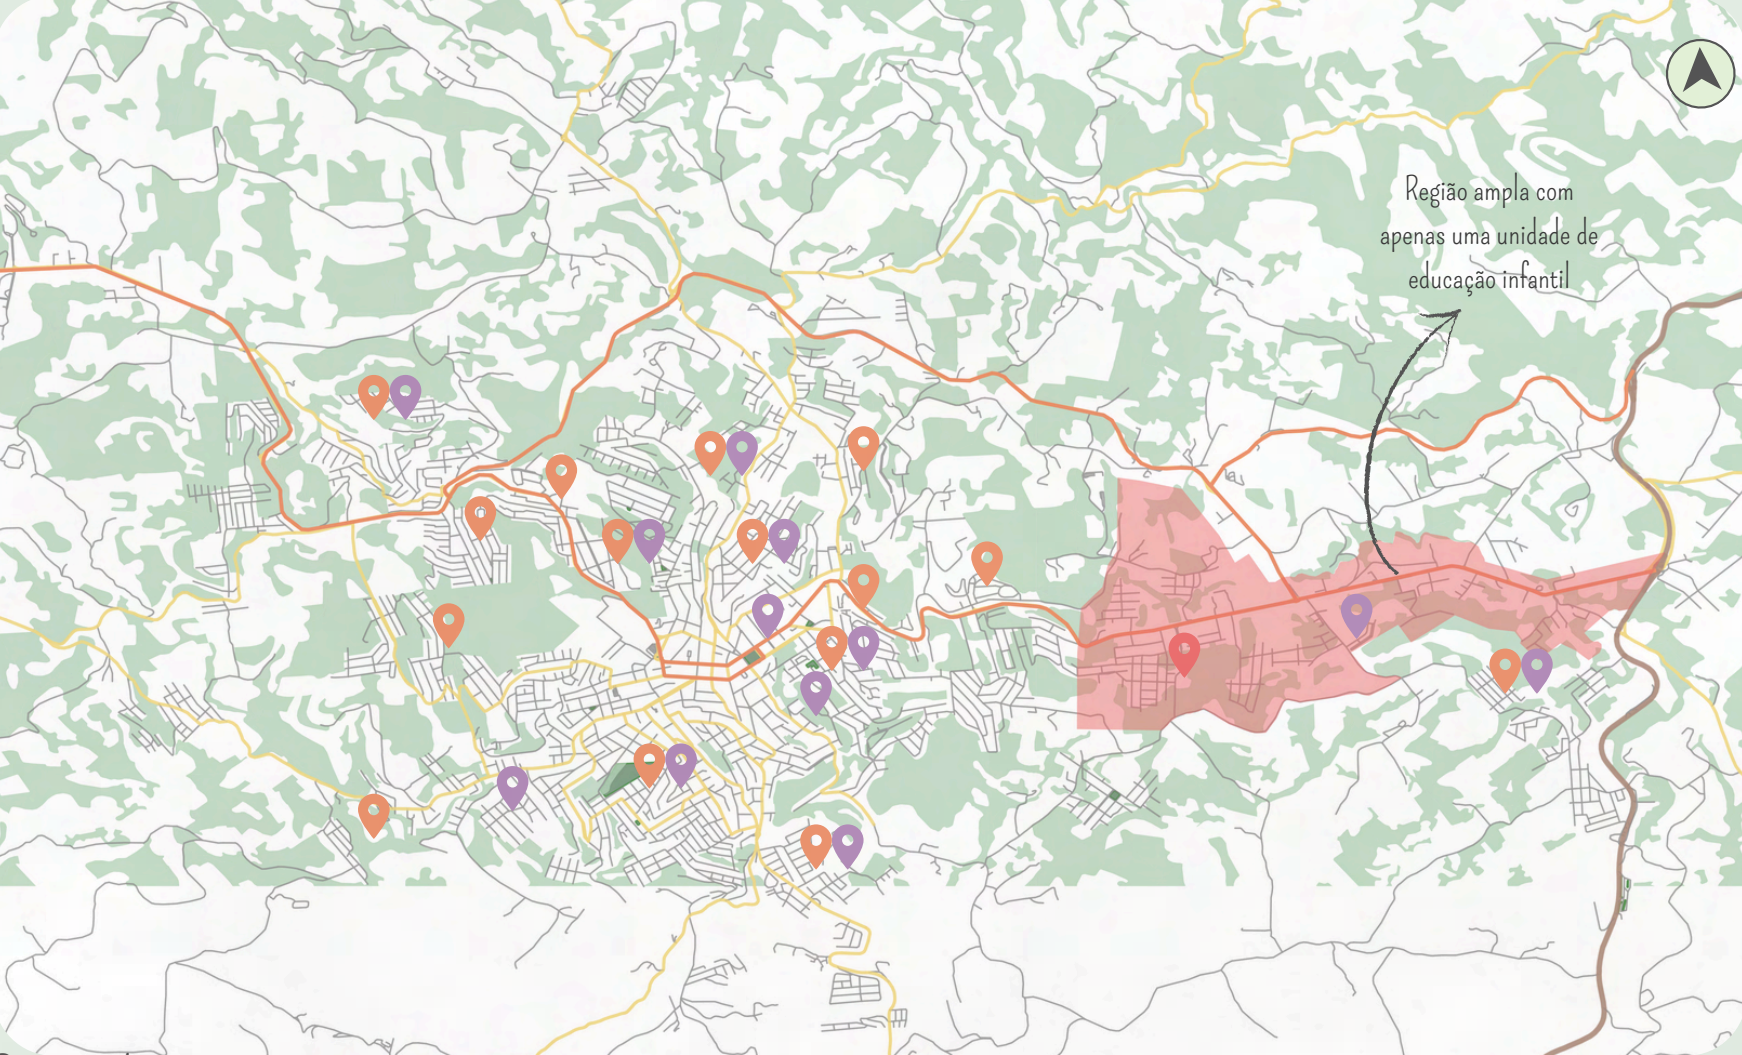 Região ampla com
apenas uma unidade de
educação infantil